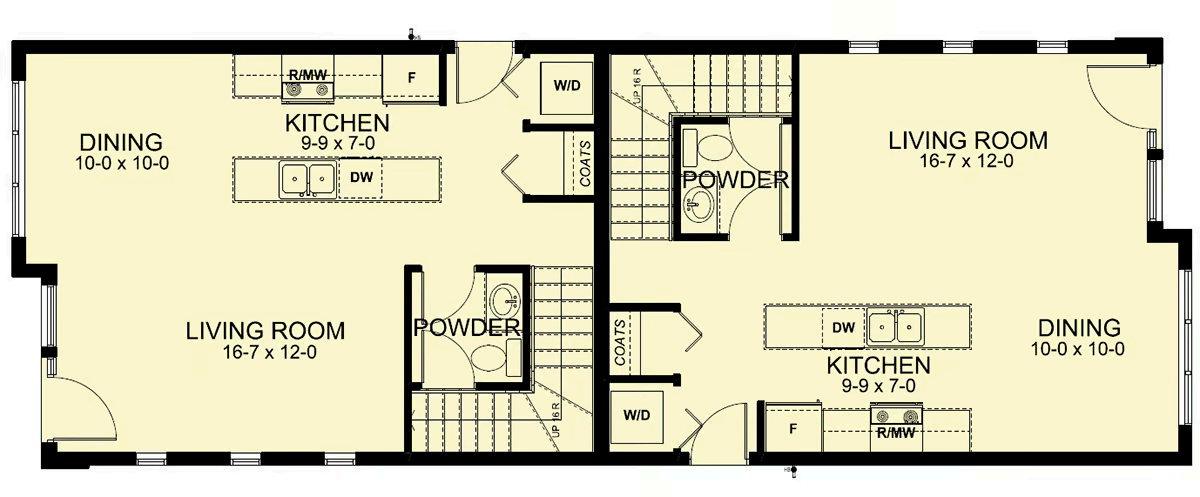 HB
R/MW
F
W/D
KITCHEN
9-9 x 7-0
DINING
10-0 x 10-0
DW
COATS
LIVING ROOM
16-7 x 12-0
POWDER
UP 16 R
UP 16 R
POWDER
LIVING ROOM
16-7 x 12-0
COATS
DW
DINING
10-0 x 10-0
KITCHEN
9-9 x 7-0
W/D
F
R/MW
HB